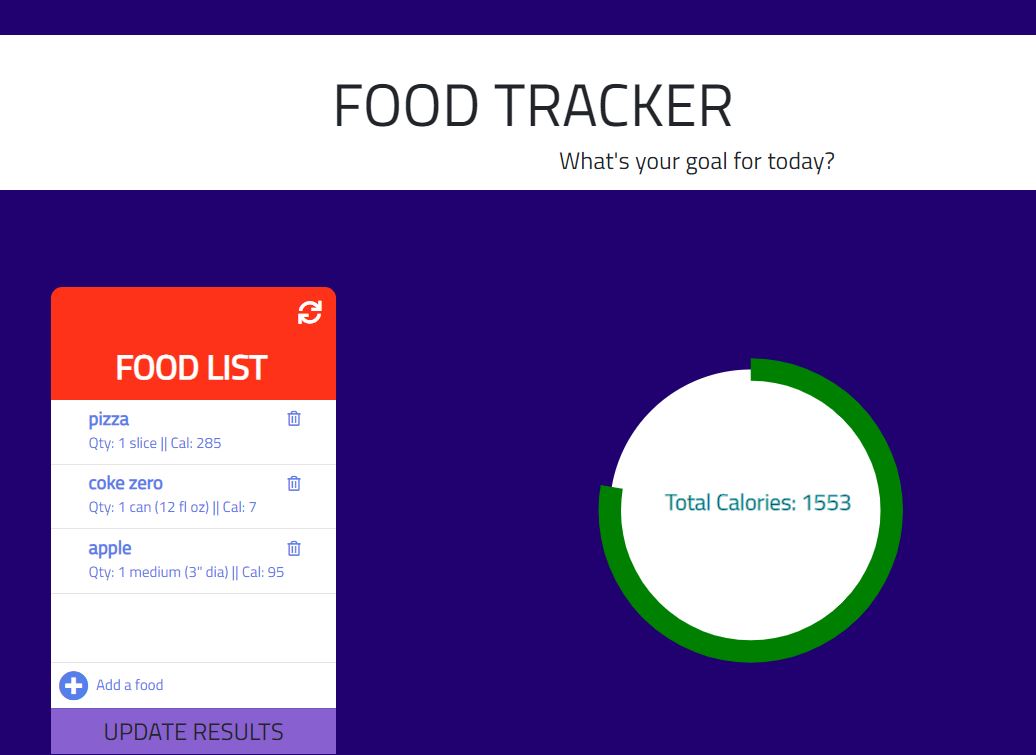 FOOD TRACKER
What's your goal for today?
FOOD LIST
pizza
Qty: 1 slice || Cal: 285
coke zero
Qty: 1 can (12 fl oz) || Cal: 7
apple
Qty: 1 medium (3" dia) || Cal: 95
Add a food
UPDATE RESULTS
Total Calories: 1553